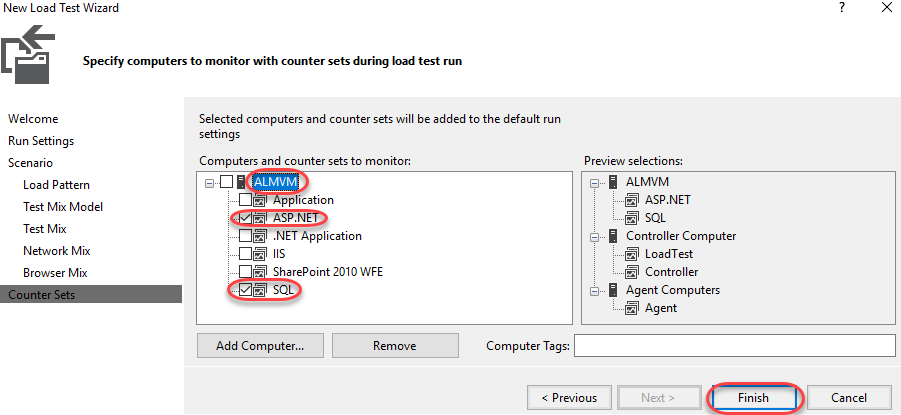 New Load Test Wizard
?
Specify computers to monitor with counter sets during load test run
Welcome
Run Settings
Scenario
Load Pattern
Test Mix Model
Test Mix
Network Mix
Browser Mix
Counter Sets
Selected computers and counter sets will be added to the default run
settings
Computers and counter sets to monitor:
ALMVM
Application
ASP.NET
.NET Application
IIS
SharePoint 2010 WFE
SQL
Preview selections:
ALMVM
ASP.NET
SQL
Controller Computer
LoadTest
Controller
Agent Computers
Agent
Add Computer...
Remove
Computer Tags:
< Previous
Next >
Finish
Cancel